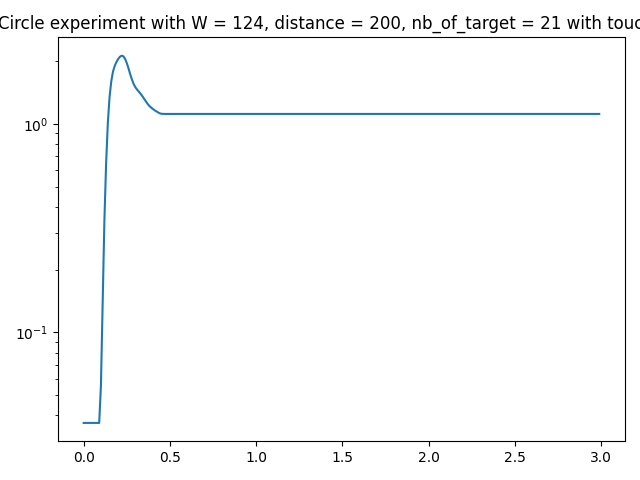 Circle experiment with W = 124, distance = 200, nb_of_target = 21 with touc
10⁰
10⁻¹
0.0 0.5 1.0 1.5 2.0 2.5 3.0